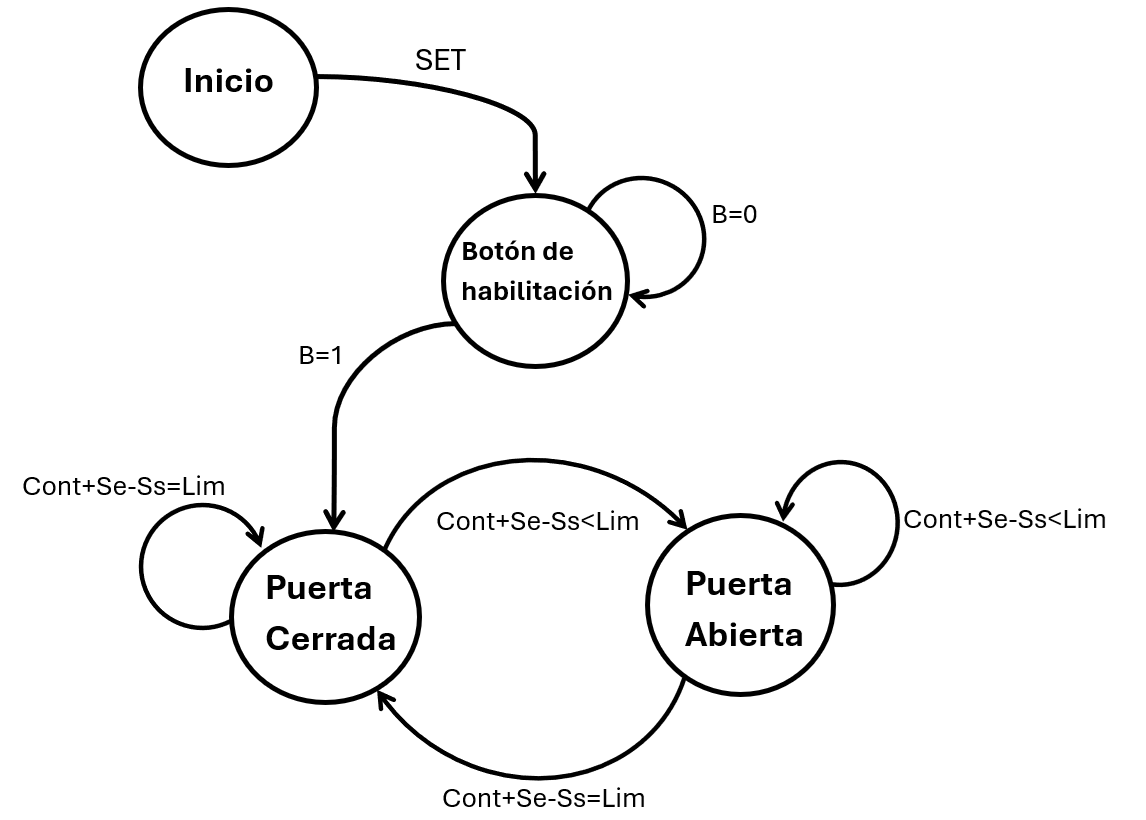 Inicio
SET
Botón de
habilitación
B=0
B=1
Cont+Se-Ss=Lim
Cont+Se-Ss<Lim
Cont+Se-Ss<Lim
Puerta
Cerrada
Puerta
Abierta
Cont+Se-Ss=Lim